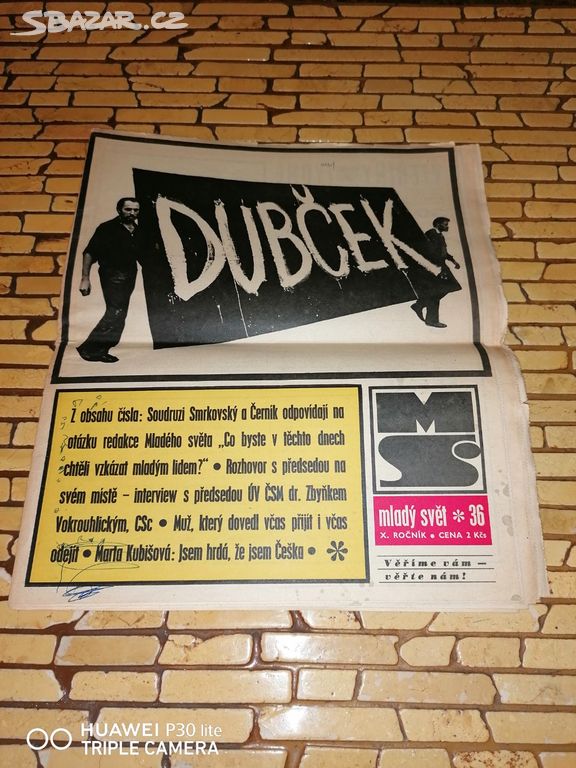 SBAZAR.CZ
DUBČEK
Z obsahu čísla: Soudruzi Smrkovský a Černík odpovídají na
otázku redakce Mladého světa „Co byste v těchto dnech
chtěli vzkázat mladým lidem?" • Rozhovor s předsedou na
svém místě – interview s předsedou ÚV ČSM dr. Zbyňkem
Vokrouhlickým, CSc • Muž, který dovedl včas přijít i včas
odejít • Marta Kubišová: Jsem hrdá, že jsem Češka •
MS
mladý svět * 36
X. ROČNÍK • CENA 2 Kčs
Věříme vám –
věřte nám!
HUAWEI P30 lite
TRIPLE CAMERA